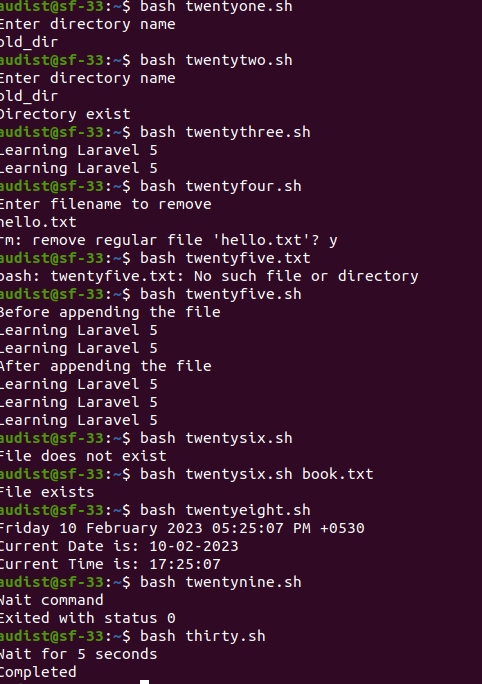 audist@sf-33:~$ bash twentyone.sh
Enter directory name
old_dir
audist@sf-33:~$ bash twentytwo.sh
Enter directory name
old_dir
Directory exist
audist@sf-33:~$ bash twentythree.sh
Learning Laravel 5
Learning Laravel 5
audist@sf-33:~$ bash twentyfour.sh
Enter filename to remove
hello.txt
rm: remove regular file 'hello.txt'? y
audist@sf-33:~$ bash twentyfive.txt
bash: twentyfive.txt: No such file or directory
audist@sf-33:~$ bash twentyfive.sh
Before appending the file
Learning Laravel 5
Learning Laravel 5
After appending the file
Learning Laravel 5
Learning Laravel 5
Learning Laravel 5
audist@sf-33:~$ bash twentysix.sh
File does not exist
audist@sf-33:~$ bash twentysix.sh book.txt
File exists
audist@sf-33:~$ bash twentyeight.sh
Friday 10 February 2023 05:25:07 PM +0530
Current Date is: 10-02-2023
Current Time is: 17:25:07
audist@sf-33:~$ bash twentynine.sh
Wait command
Exited with status 0
audist@sf-33:~$ bash thirty.sh
Wait for 5 seconds
Completed